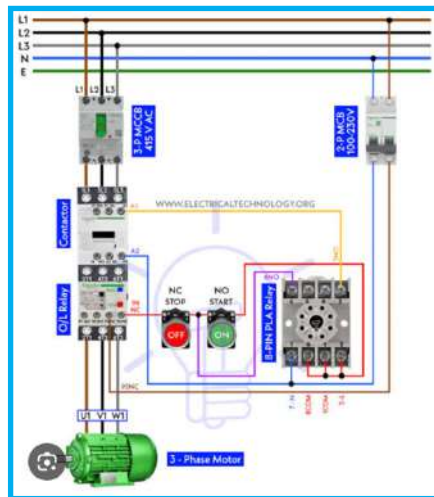 L1
L2
L3
N
E
L1 L2 L3
3-P MCCB
415 V AC
2-P MCB
100-230V
WWW.ELECTRICALTECHNOLOGY.ORG
Contactor
A1
A2
O/L Relay
NC
STOP
NO
START
OFF
ON
8-PIN PLA Relay
U1 V1 W1
3 - Phase Motor